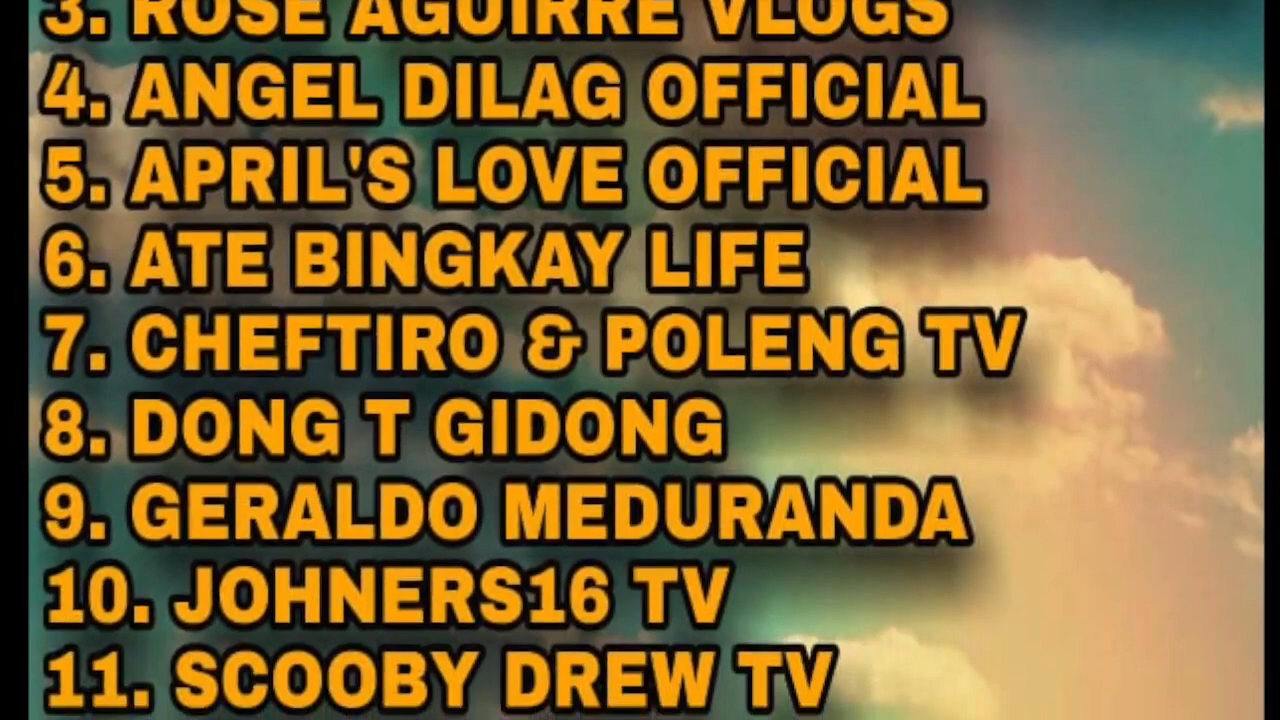 3. ROSE AGUIRRE VLOGS
4. ANGEL DILAG OFFICIAL
5. APRIL'S LOVE OFFICIAL
6. ATE BINGKAY LIFE
7. CHEFTIRO & POLENG TV
8. DONG T GIDONG
9. GERALDO MEDURANDA
10. JOHNERS16 TV
11. SCOOBY DREW TV